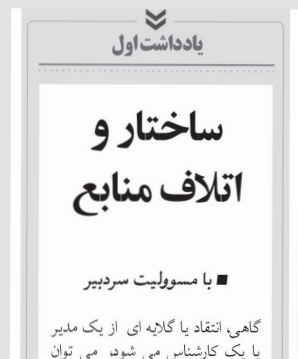 یادداشت اول
ساختار و
اتلاف منابع
■ با مسوولیت سردبیر
گاهی، انتقاد یا گلایه ای از یک مدیر
یا یک کارشناس می شود، می توان